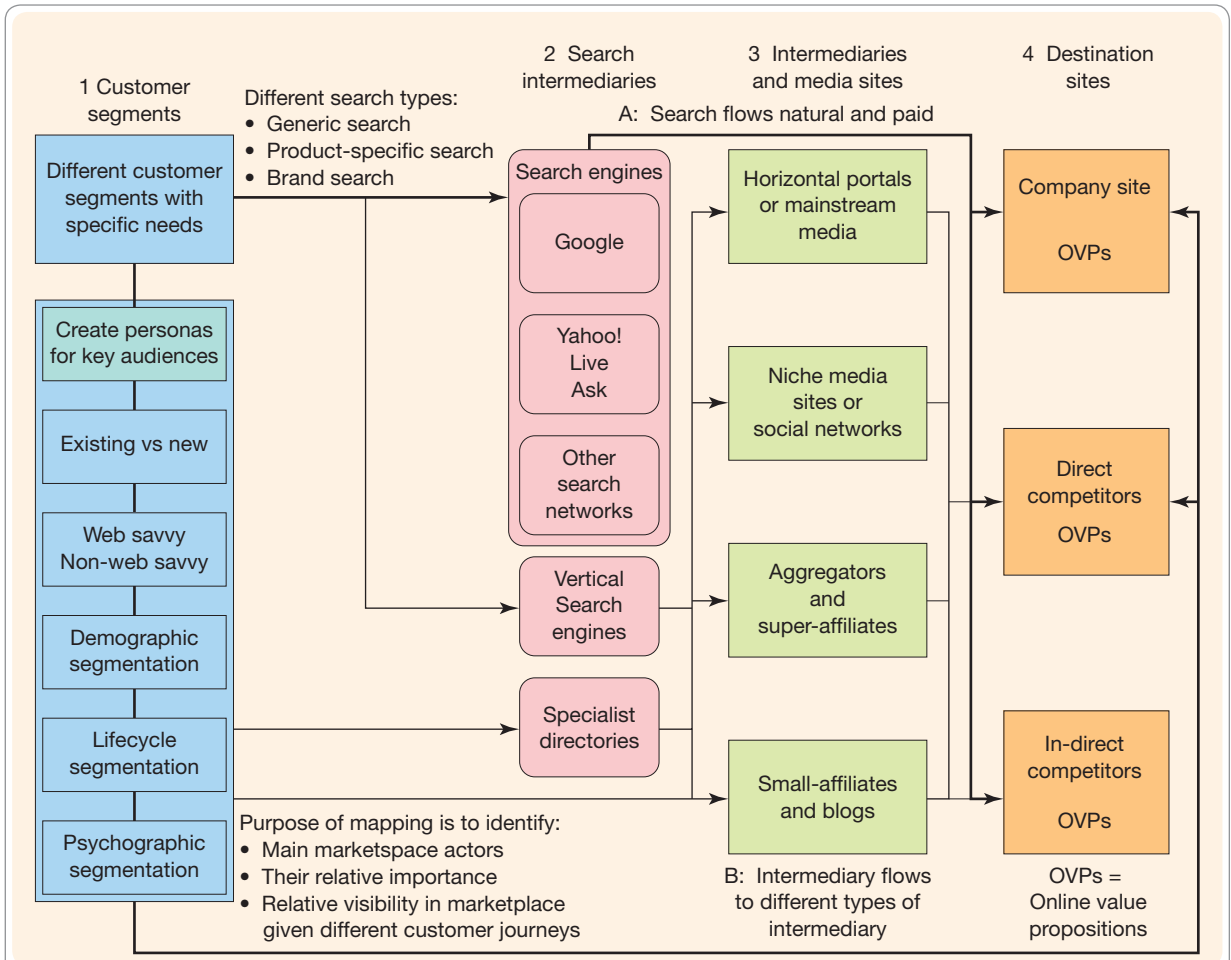 1 Customer
segments
Different search types:
• Generic search
• Product-specific search
• Brand search
2 Search
intermediaries
3 Intermediaries
and media sites
4 Destination
sites
A: Search flows natural and paid
Different customer
segments with
specific needs
Create personas
for key audiences
Existing vs new
Web savvy
Non-web savvy
Demographic
segmentation
Lifecycle
segmentation
Psychographic
segmentation
Search engines
Google
Yahoo!
Live
Ask
Other
search
networks
Vertical
Search
engines
Specialist
directories
Horizontal portals
or mainstream
media
Niche media
sites or
social networks
Aggregators
and
super-affiliates
Small-affiliates
and blogs
Company site
OVPs
Direct
competitors
OVPs
In-direct
competitors
OVPs
Purpose of mapping is to identify:
• Main marketspace actors
• Their relative importance
• Relative visibility in marketplace
given different customer journeys
B: Intermediary flows
to different types of
intermediary
OVPs =
Online value
propositions